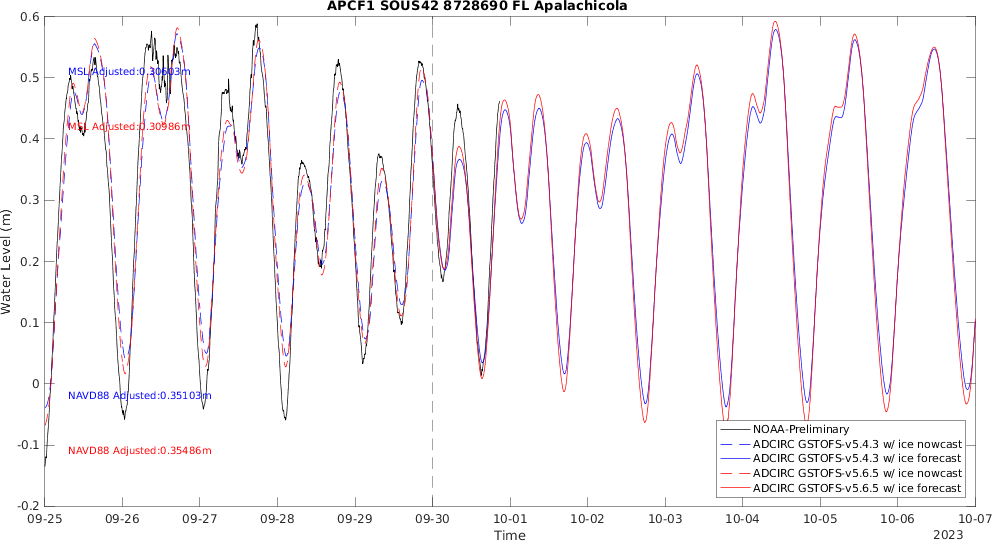 APCF1 SOUS42 8728690 FL Apalachicola
0.6
0.5
0.4
0.3
0.2
0.1
0
-0.1
-0.2
Water Level (m)
MSL Adjusted:0.30603m
MSL Adjusted:0.30986m
NAVD88 Adjusted:0.35103m
NAVD88 Adjusted:0.35486m
NOAA-Preliminary
ADCIRC GSTOFS-v5.4.3 w/ ice nowcast
ADCIRC GSTOFS-v5.4.3 w/ ice forecast
ADCIRC GSTOFS-v5.6.5 w/ ice nowcast
ADCIRC GSTOFS-v5.6.5 w/ ice forecast
09-25 09-26 09-27 09-28 09-29 09-30 10-01 10-02 10-03 10-04 10-05 10-06 10-07
Time
2023